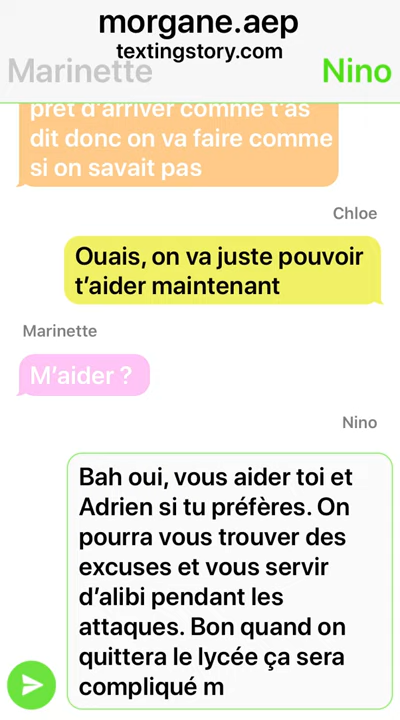 morgane.aep
textingstory.com
Marinette
Nino
prêt d'arriver comme t'as
dit donc on va faire comme
si on savait pas
Chloe
Ouais, on va juste pouvoir
t'aider maintenant
Marinette
M'aider ?
Nino
Bah oui, vous aider toi et
Adrien si tu préfères. On
pourra vous trouver des
excuses et vous servir
d'alibi pendant les
attaques. Bon quand on
quittera le lycée ça sera
compliqué m